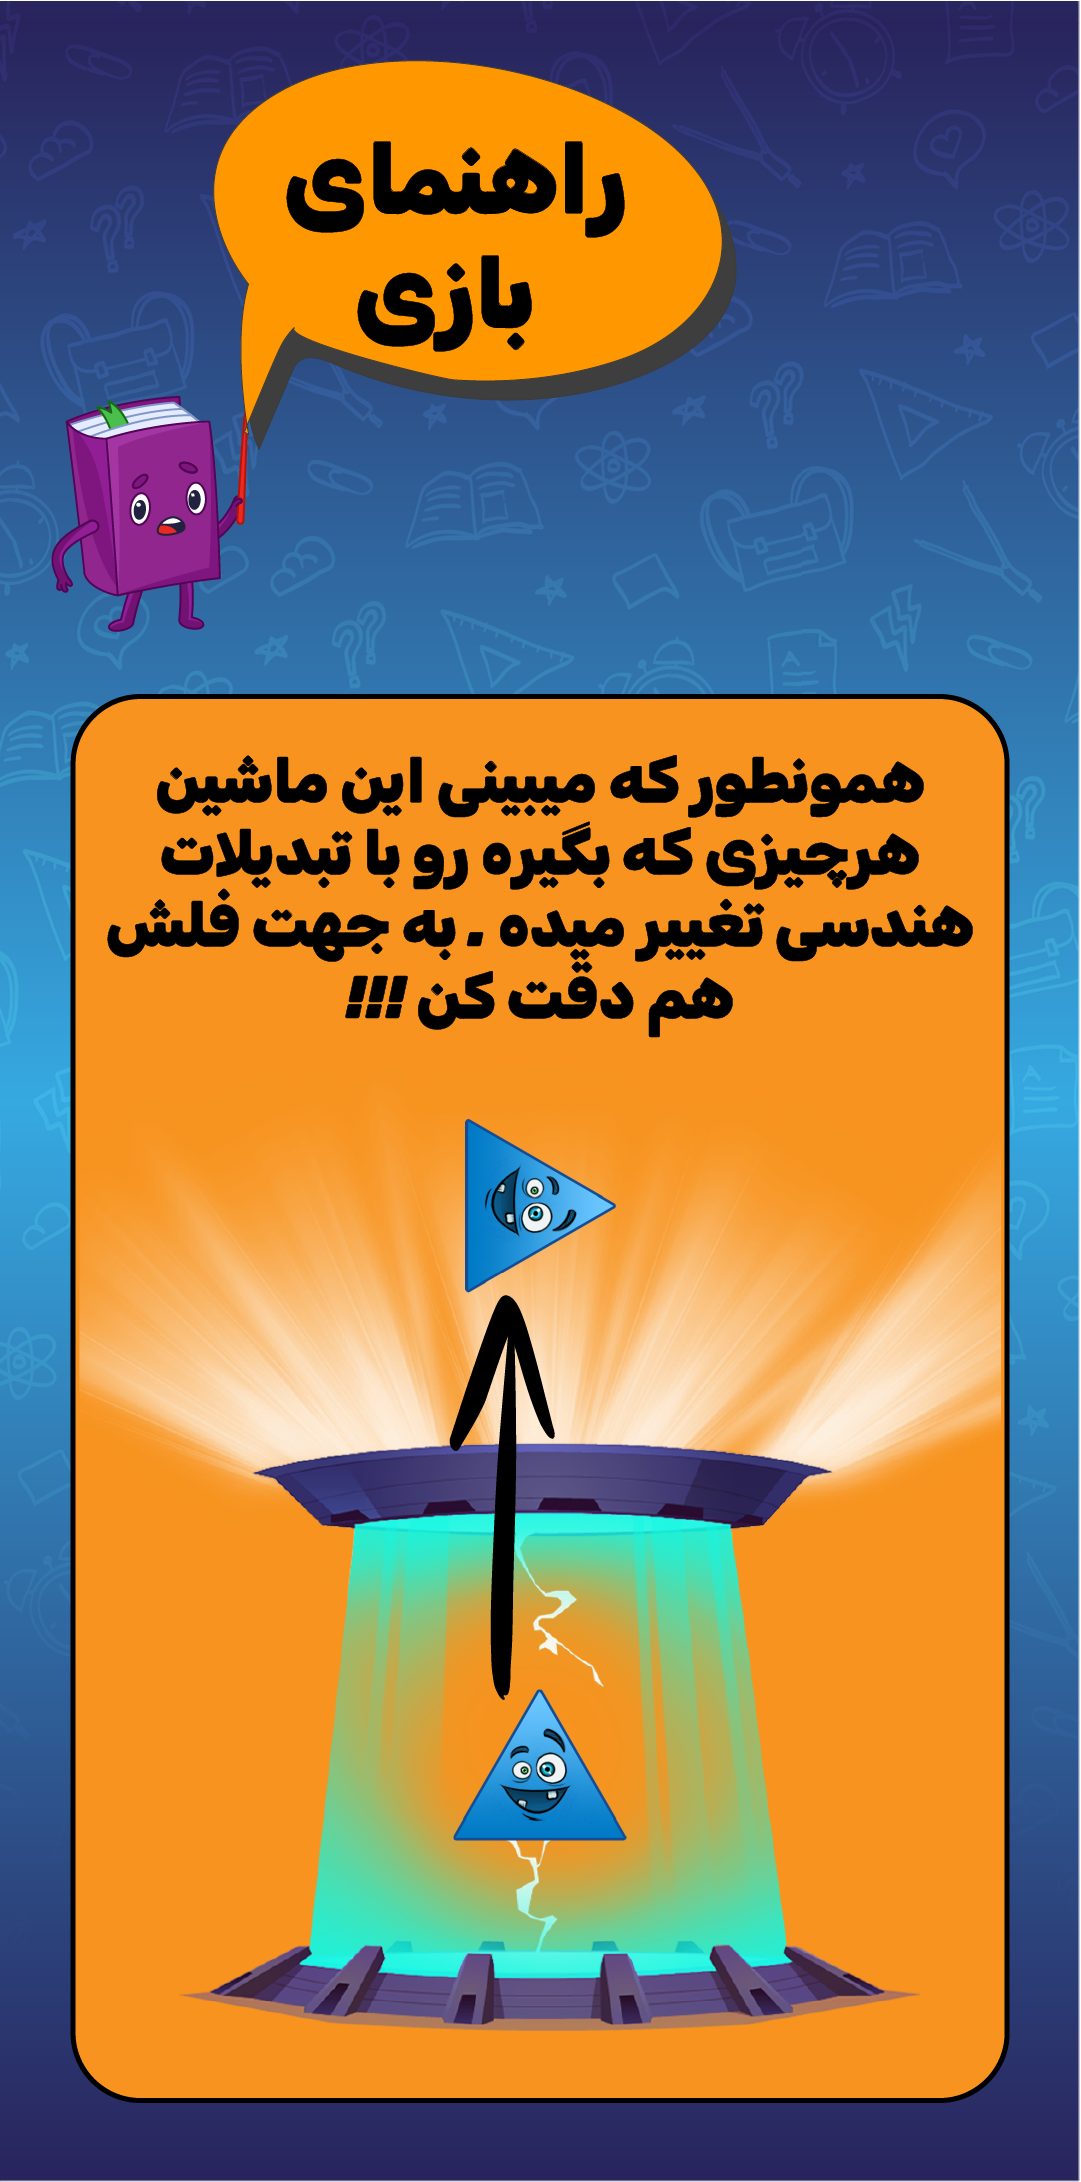 راهنمای
بازی
همونطور که میبینی این ماشین
هرچیزی که بگیره رو با تبدیلات
هندسی تغییر میده . به جهت فلش
هم دقت کن !!!